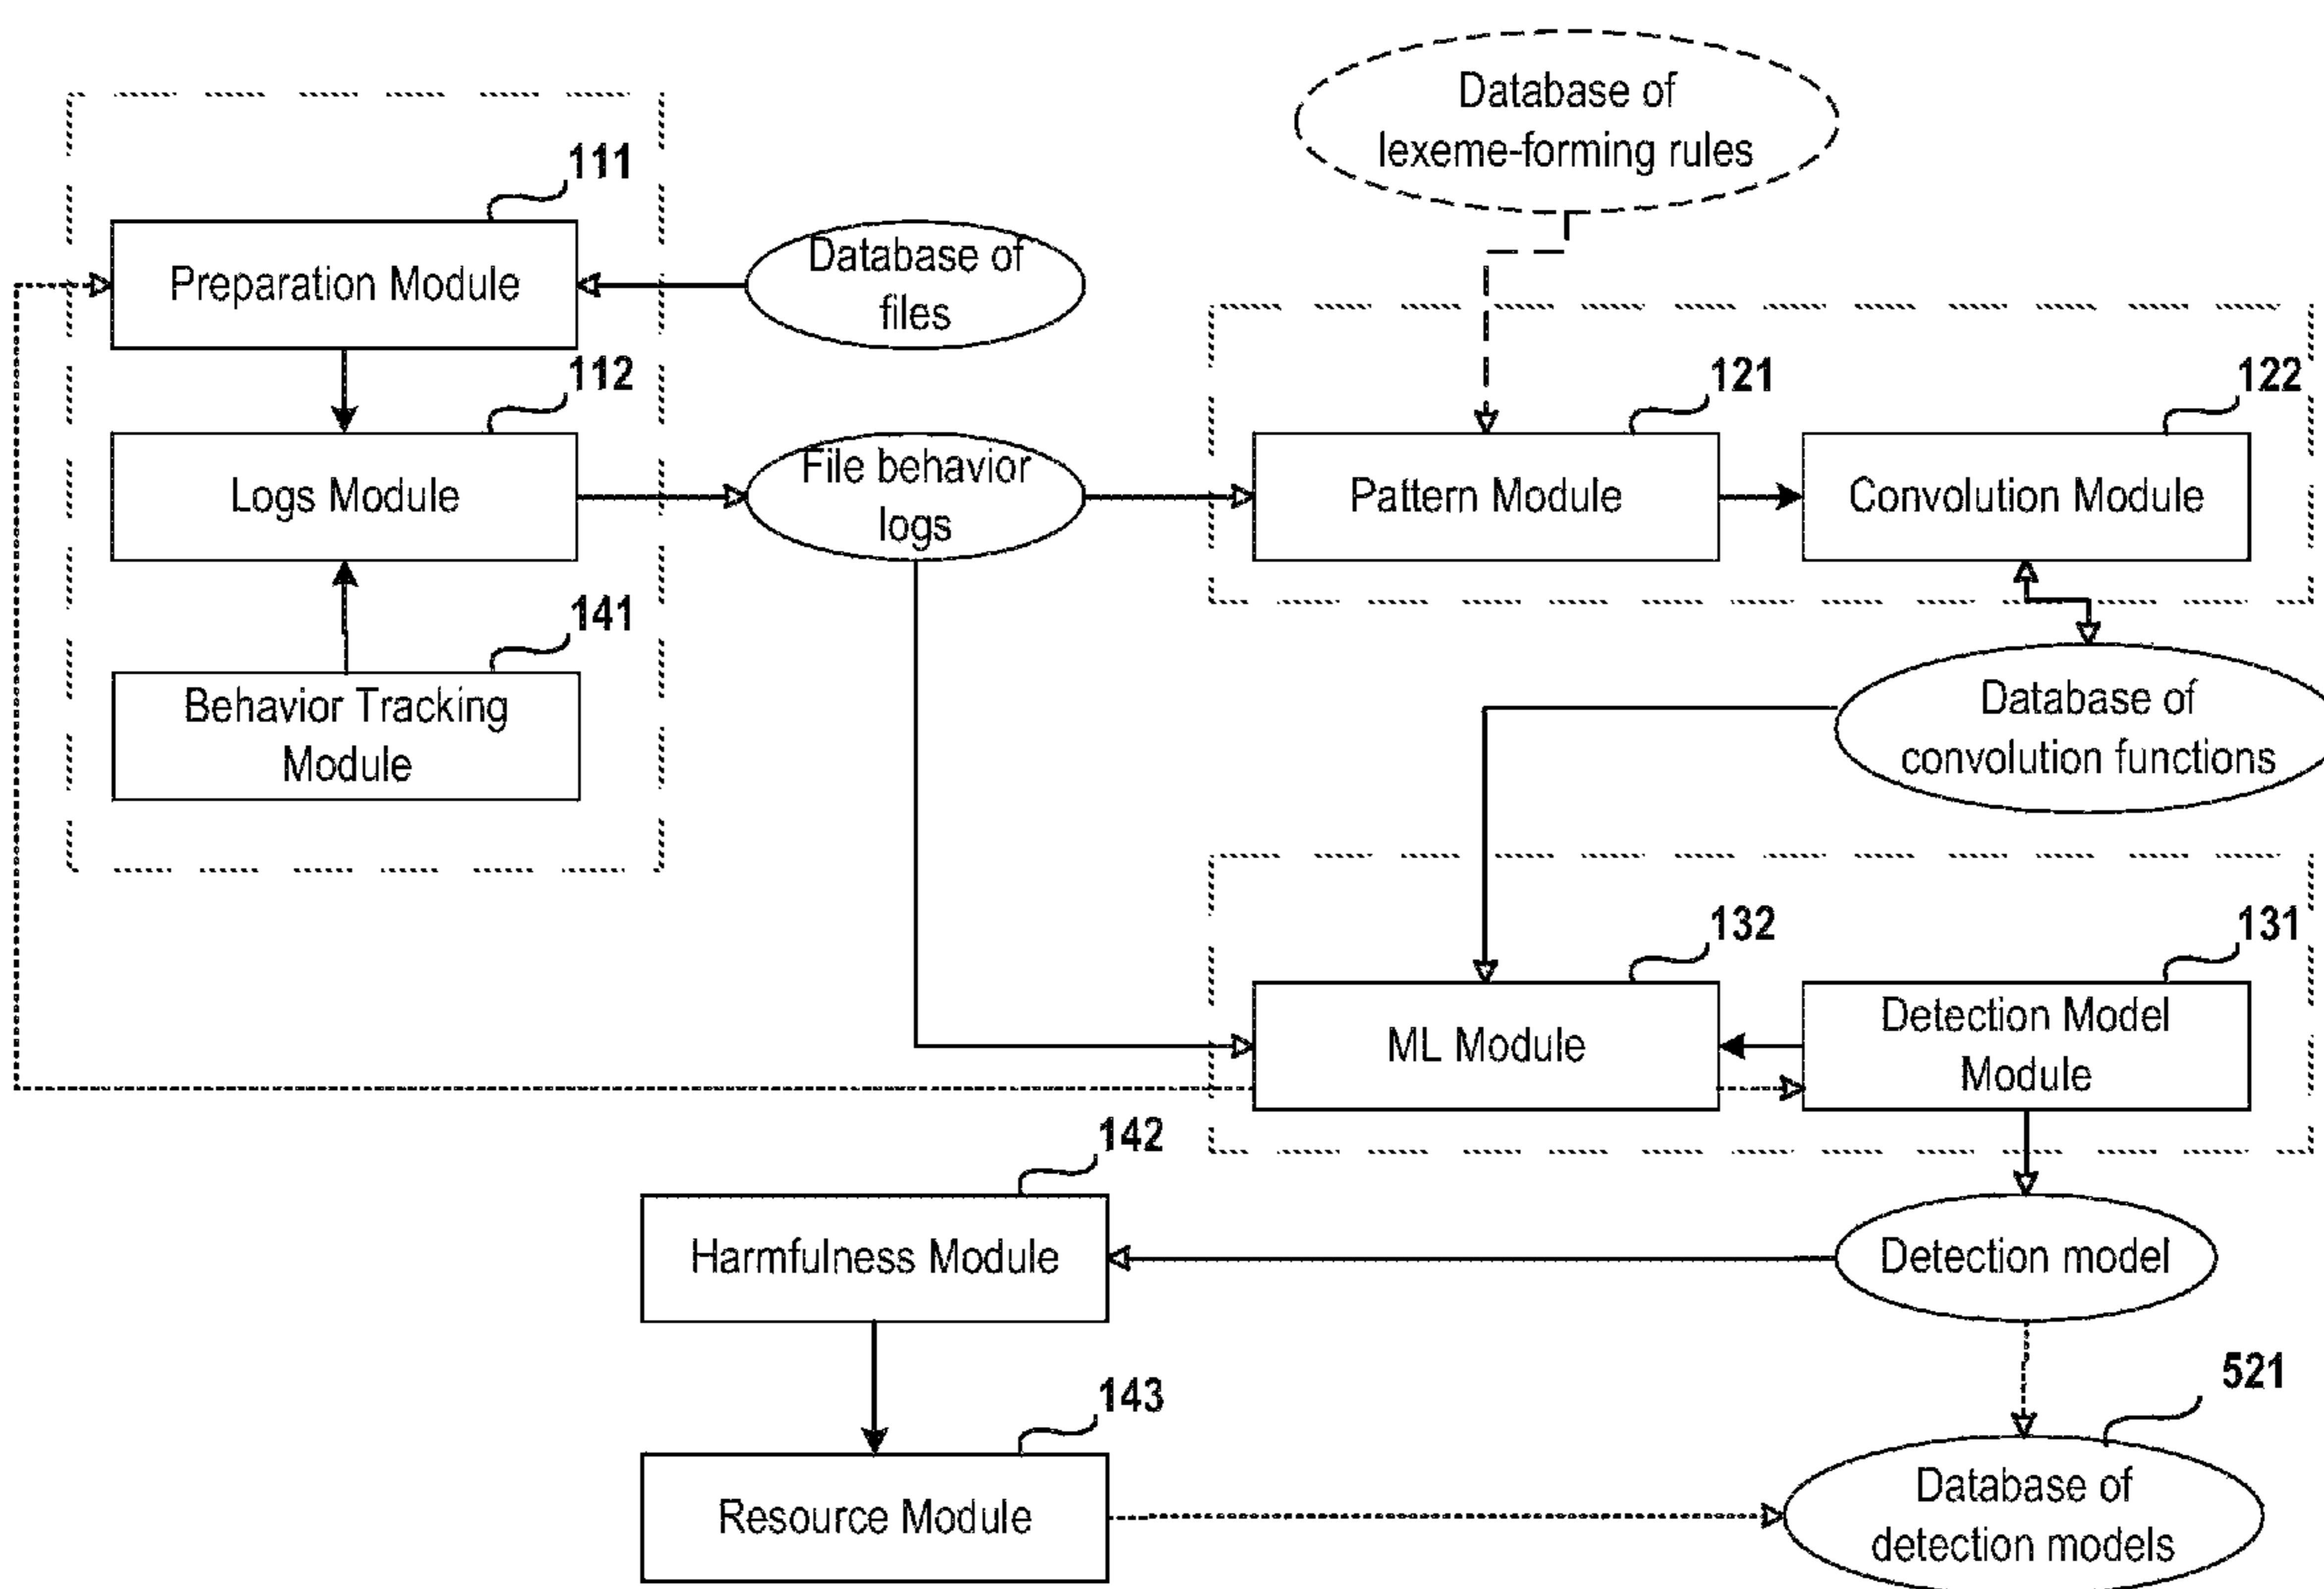 Database of
lexeme-forming rules
111
Preparation Module
Database of
files
112
Logs Module
File behavior
logs
121
Pattern Module
122
Convolution Module
141
Behavior Tracking
Module
Database of
convolution functions
132
ML Module
131
Detection Model
Module
142
Harmfulness Module
Detection model
143
Resource Module
521
Database of
detection models